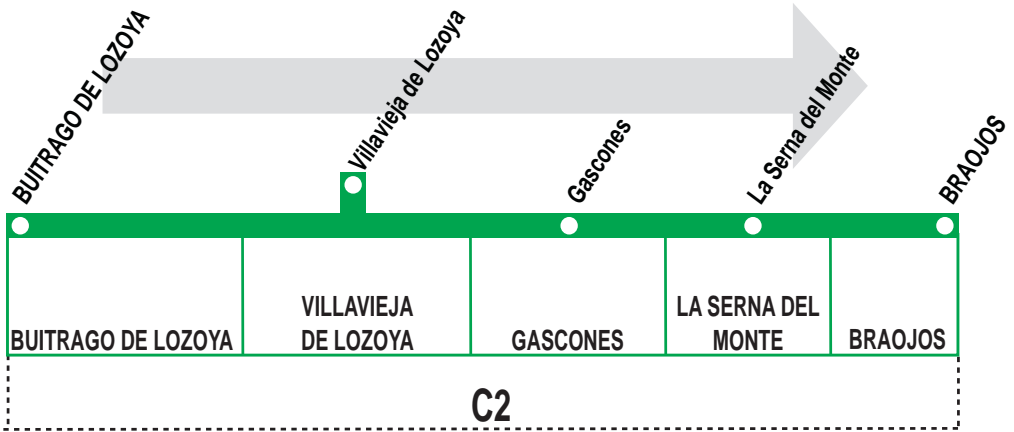 BUITRAGO DE LOZOYA
Villavieja de Lozoya
Gascones
La Serna del Monte
BRAOJOS
BUITRAGO DE LOZOYA
VILLAVIEJA
DE LOZOYA
GASCONES
LA SERNA DEL
MONTE
BRAOJOS
C2